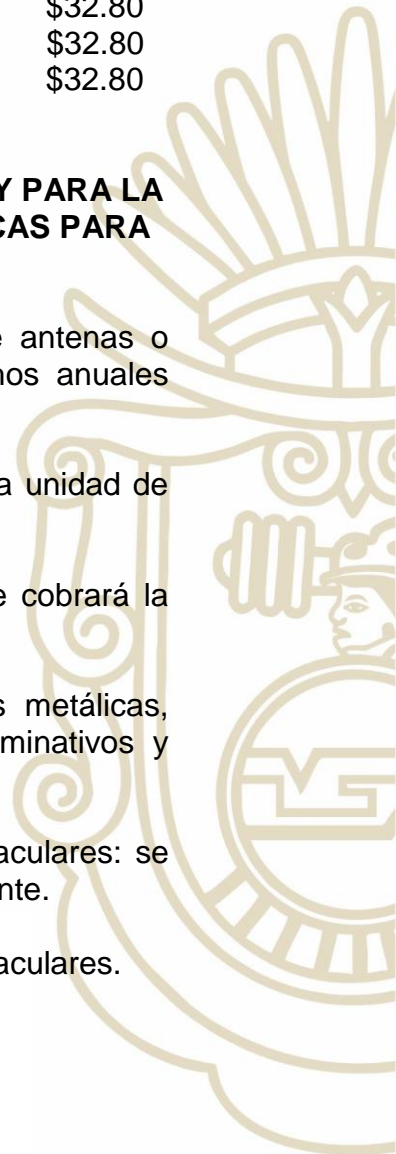 $32.80
$32.80
$32.80
Y PARA LA
CAS PARA
e antenas o
nos anuales
a unidad de
e cobrará la
s metálicas,
minativos y
aculares: se
nte.
aculares.